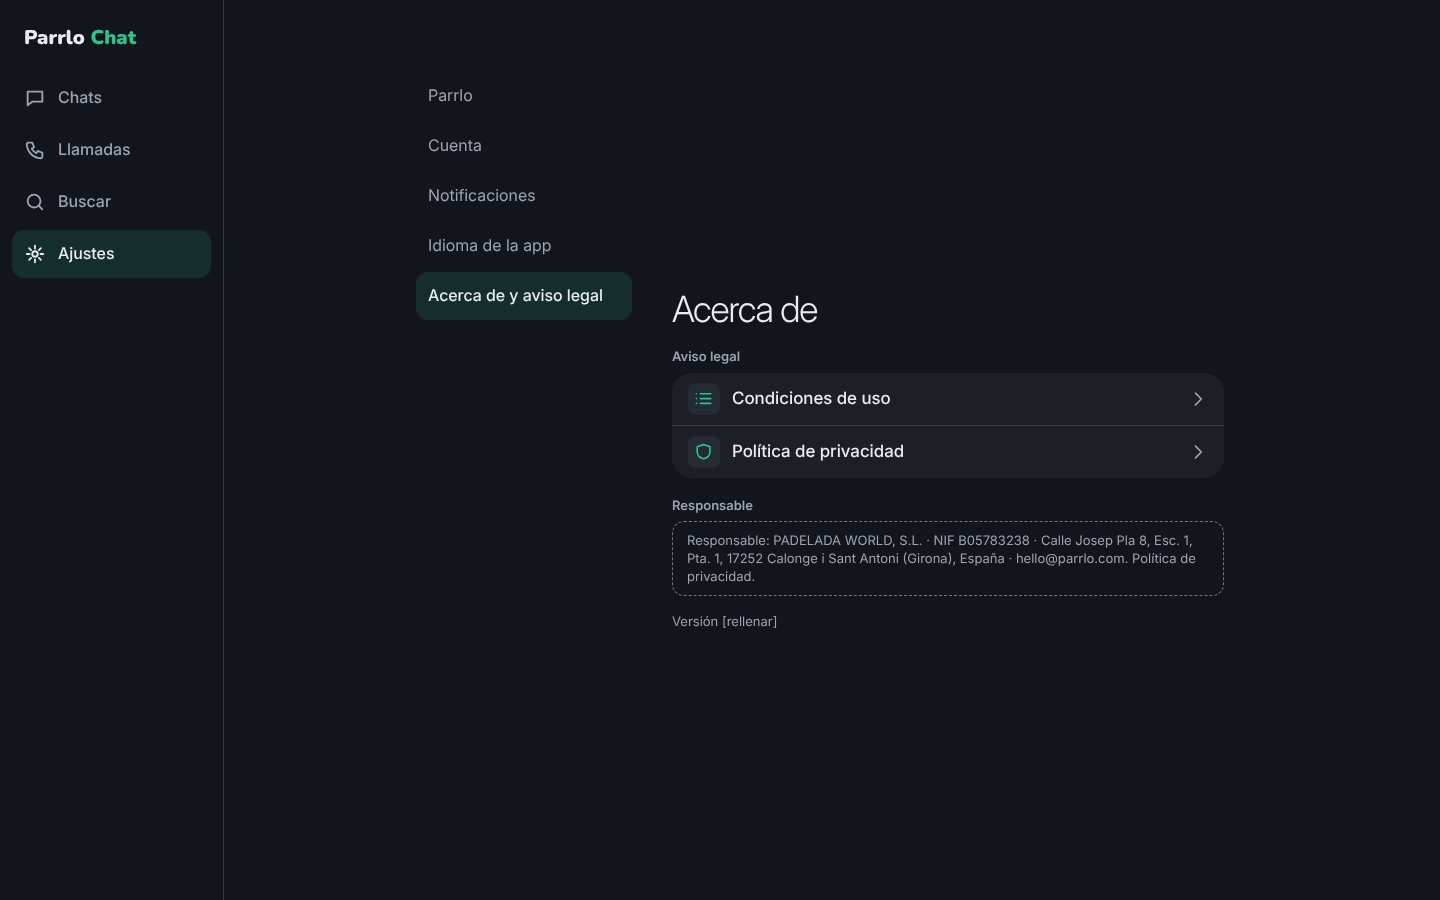 Parrlo Chat
Chats
Llamadas
Buscar
Ajustes
Parrlo
Cuenta
Notificaciones
Idioma de la app
Acerca de y aviso legal
Acerca de
Aviso legal
Condiciones de uso
Política de privacidad
Responsable
Responsable: PADELADA WORLD, S.L. · NIF B05783238 · Calle Josep Pla 8, Esc. 1,
Pta. 1, 17252 Calonge i Sant Antoni (Girona), España · hello@parrlo.com. Política de
privacidad.
Versión [rellenar]